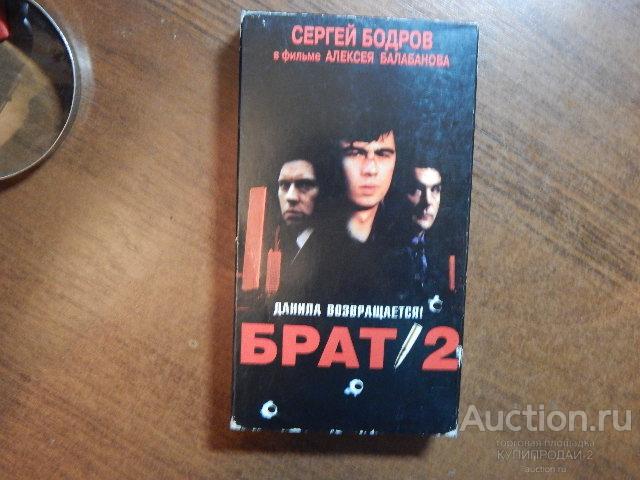 СЕРГЕЙ БОДРОВ
в фильме АЛЕКСЕЯ БАЛАБАНОВА
ДАНИЛА ВОЗВРАЩАЕТСЯ!
БРАТ 2
Auction.ru
торговая площадка
КУПИПРОДАЙ-2
auction.ru